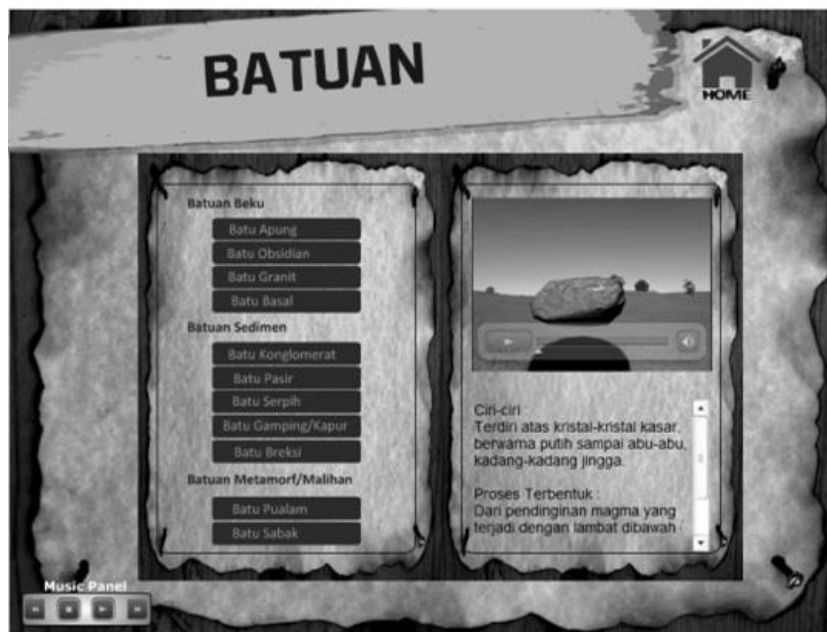 BATUAN
HOME
Batuan Beku
Batu Apung
Batu Obsidian
Batu Granit
Batu Basal
Batuan Sedimen
Batu Konglomerat
Batu Pasir
Batu Serpih
Batu Gamping/Kapur
Batu Breksi
Batuan Metamorf/Malihan
Batu Pualam
Batu Sabak
Ciri-ciri
Terdiri atas kristal-kristal kasar,
berwarna putih sampai abu-abu,
kadang-kadang jingga.
Proses Terbentuk :
Dari pendinginan magma yang
terjadi dengan lambat dibawah
Music Panel